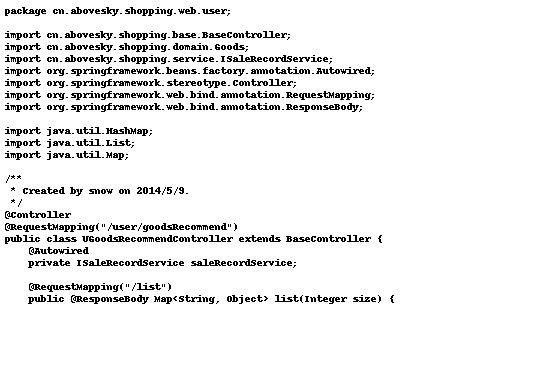 package cn.abovesky.shopping.web.user;
import cn.abovesky.shopping.base.BaseController;
import cn.abovesky.shopping.domain.Goods;
import cn.abovesky.shopping.service.ISaleRecordService;
import org.springframework.beans.factory.annotation.Autowired;
import org.springframework.stereotype.Controller;
import org.springframework.web.bind.annotation.RequestMapping;
import org.springframework.web.bind.annotation.ResponseBody;
import java.util.HashMap;
import java.util.List;
import java.util.Map;
/**
 * Created by snow on 2014/5/9.
 */
@Controller
@RequestMapping("/user/goodsRecommend")
public class UGoodsRecommendController extends BaseController {
    @Autowired
    private ISaleRecordService saleRecordService;
    @RequestMapping("/list")
    public @ResponseBody Map<String, Object> list(Integer size) {